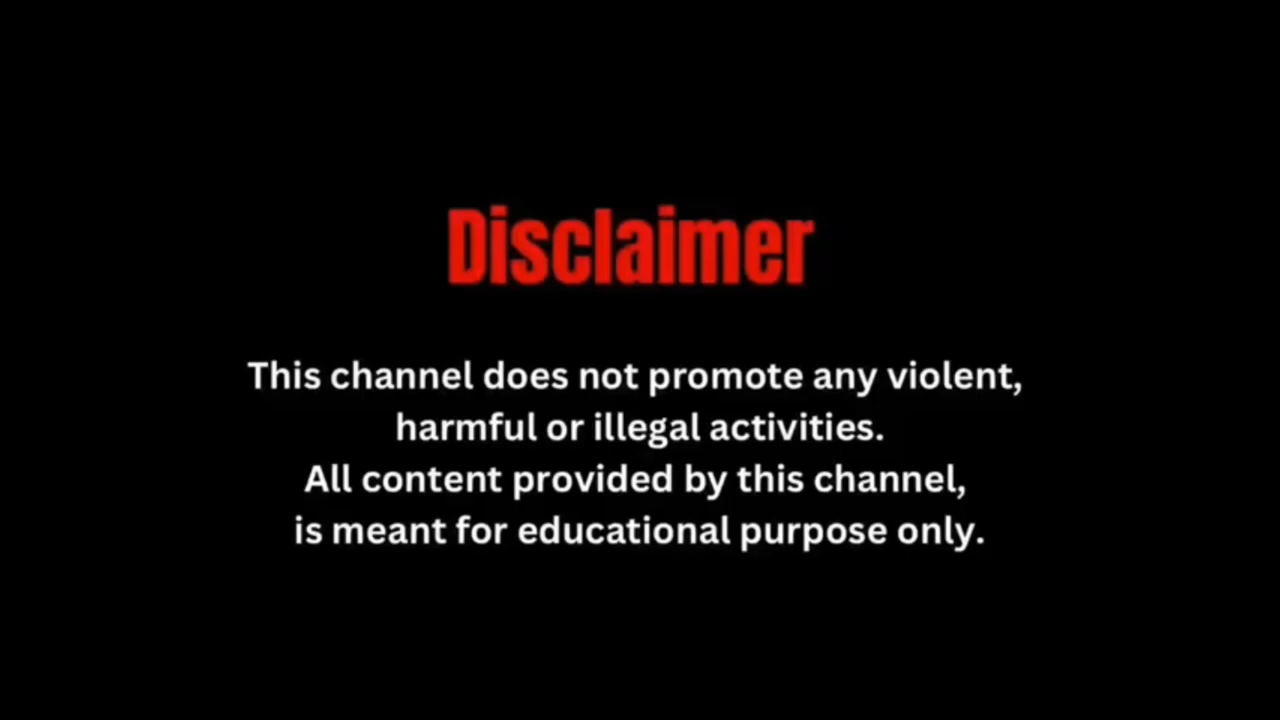 Disclaimer
This channel does not promote any violent,
harmful or illegal activities.
All content provided by this channel,
is meant for educational purpose only.